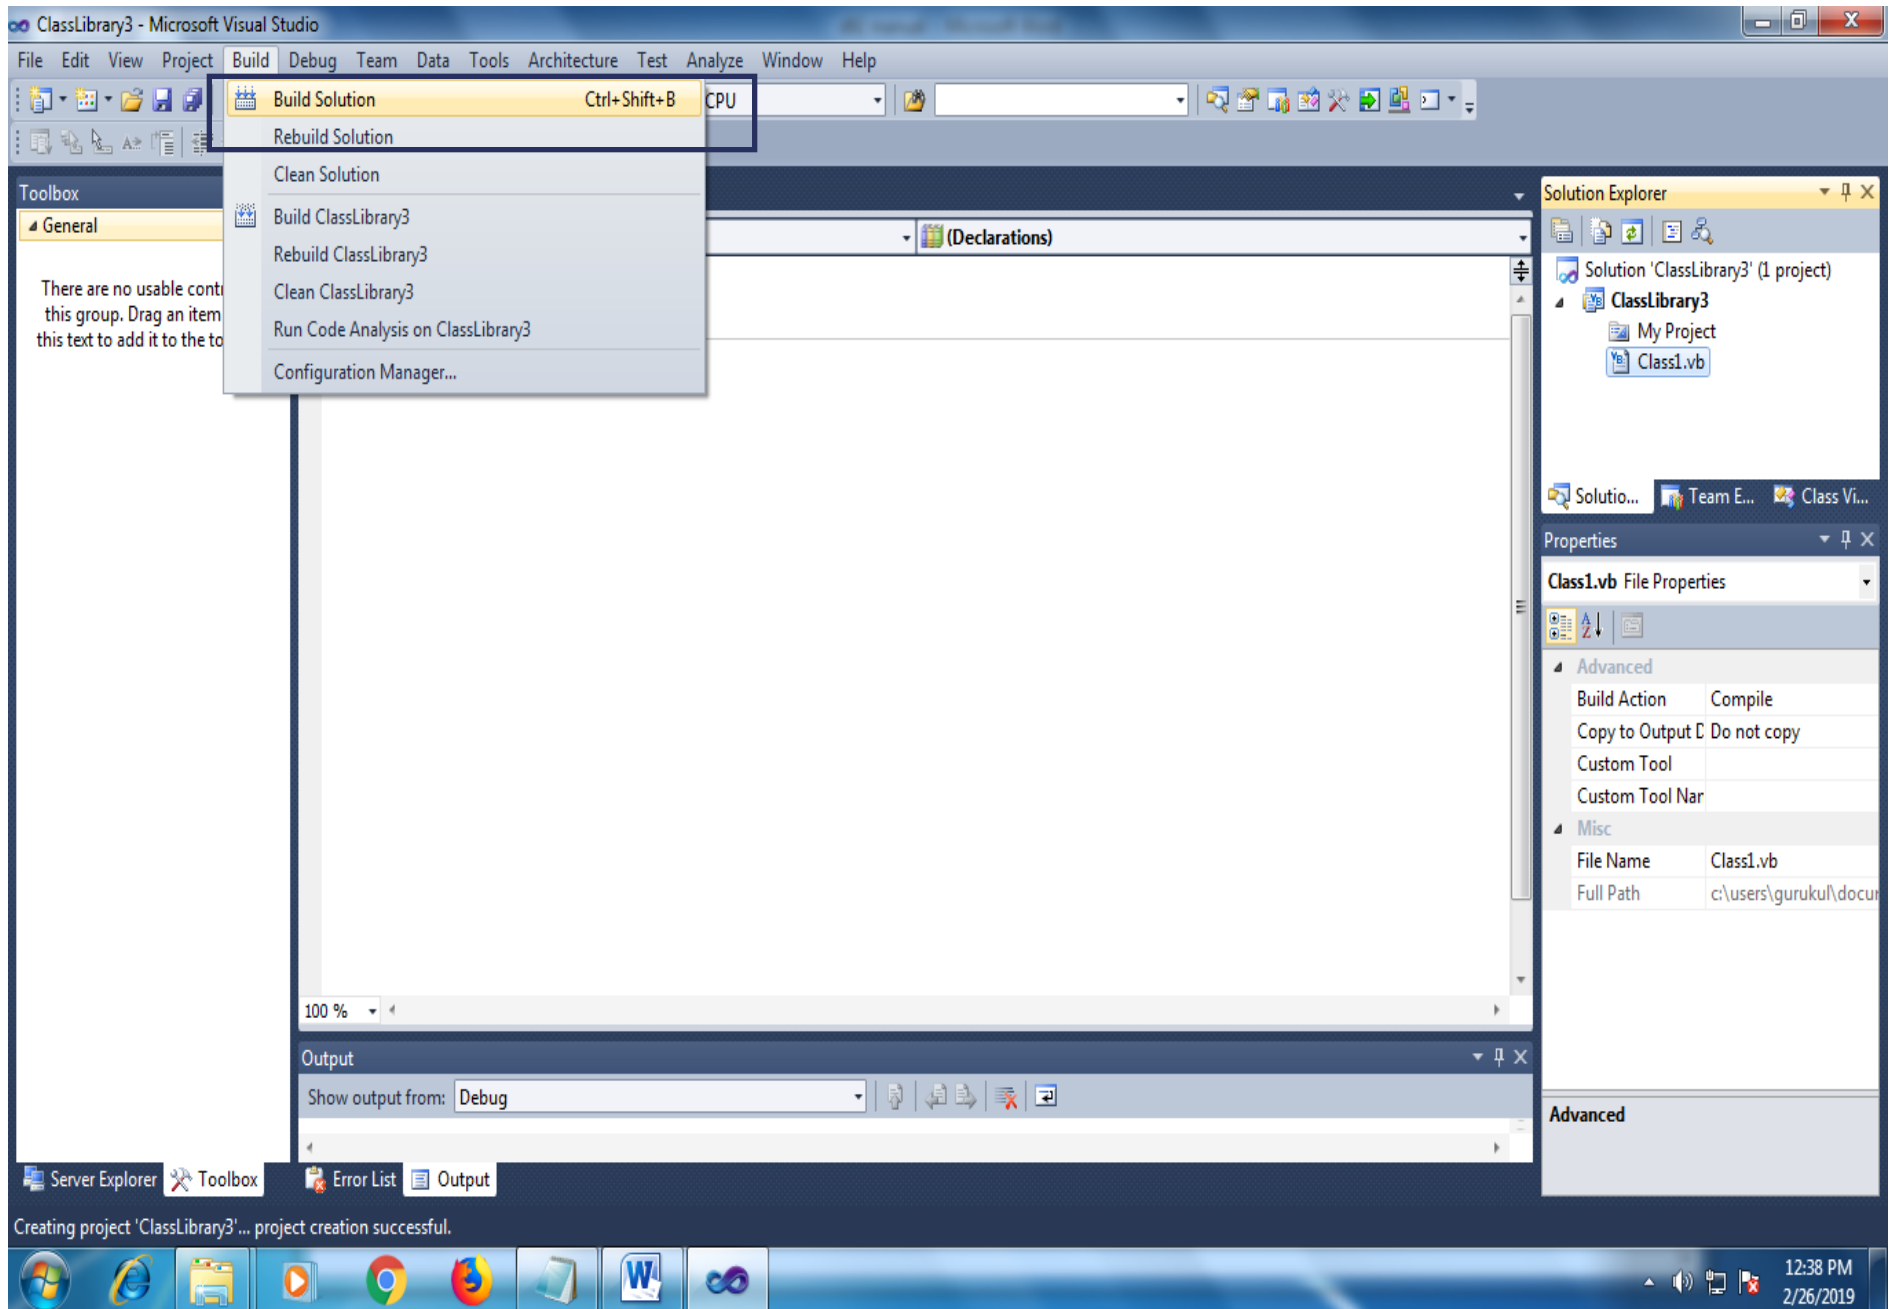 ClassLibrary3 - Microsoft Visual Studio
File Edit View Project Build Debug Team Data Tools Architecture Test Analyze Window Help
Build Solution Ctrl+Shift+B CPU
Rebuild Solution
Clean Solution
Build ClassLibrary3
Rebuild ClassLibrary3
Clean ClassLibrary3
Run Code Analysis on ClassLibrary3
Configuration Manager...
Toolbox
General
There are no usable
this group. Drag an item
this text to add it to the
(Declarations)
100 %
Output
Show output from: Debug
Server Explorer Toolbox Error List Output
Solution Explorer
Solution 'ClassLibrary3' (1 project)
ClassLibrary3
My Project
Class1.vb
Solutio... Team E... Class Vi...
Properties
Class1.vb File Properties
Advanced
Build Action Compile
Copy to Output D Do not copy
Custom Tool
Custom Tool Nar
Misc
File Name Class1.vb
Full Path c:\users\gurukul\docu
Advanced
Creating project 'ClassLibrary3'... project creation successful.
12:38 PM
2/26/2019